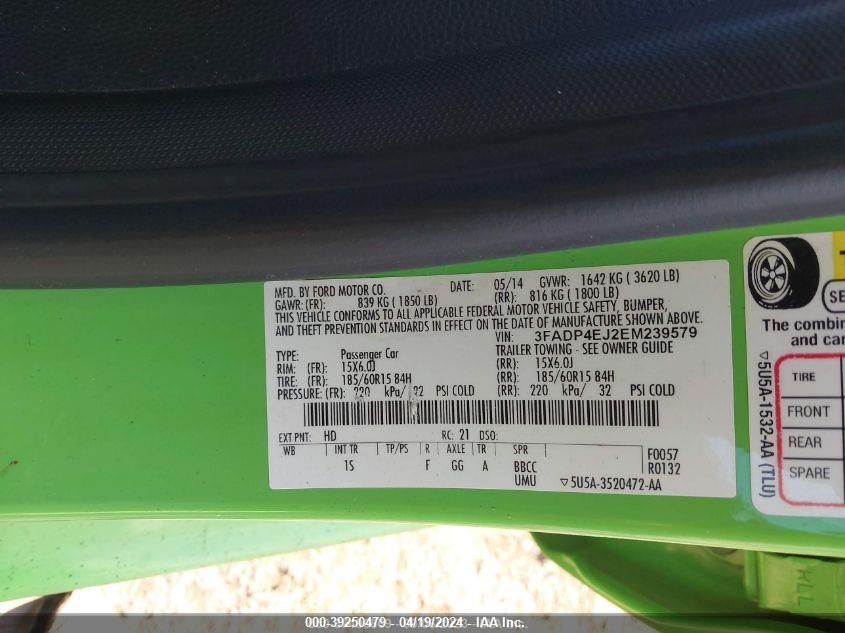 MFD. BY FORD MOTOR CO. DATE: 05/14 GVWR: 1642 KG ( 3620 LB)
GAWR: (FR): 839 KG ( 1850 LB) (RR): 816 KG ( 1800 LB)
THIS VEHICLE CONFORMS TO ALL APPLICABLE FEDERAL MOTOR VEHICLE SAFETY, BUMPER,
AND THEFT PREVENTION STANDARDS IN EFFECT ON THE DATE OF MANUFACTURE SHOWN ABOVE.
VIN: 3FADP4EJ2EM239579
TYPE: Passenger Car TRAILER TOWING - SEE OWNER GUIDE
RIM: (FR): 15X6.0J (RR): 15X6.0J
TIRE: (FR): 185/60R15 84H (RR): 185/60R15 84H
PRESSURE: (FR): 220 kPa/ 32 PSI COLD (RR): 220 kPa/ 32 PSI COLD
EXT PNT: HD RC: 21 DSO:
WB INT TR TP/PS R AXLE TR SPR F0057
1S F GG A BBCC R0132
UMU ▽5U5A-3520472-AA
The combin
TIRE
FRONT
REAR
SPARE
▽5U5A-1532-AA (TLU)
000-39250479 - 04/19/2024 - IAA Inc.